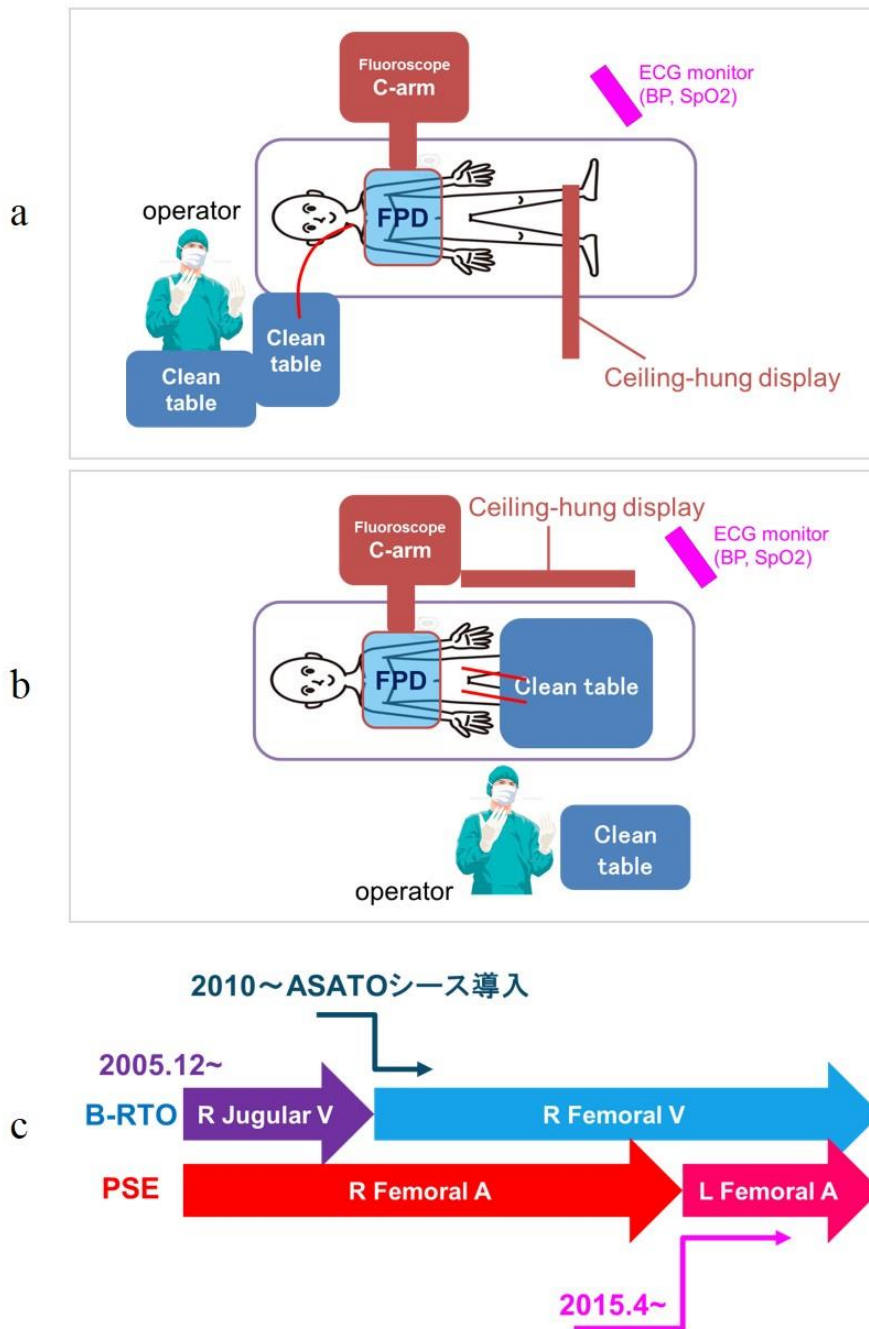 a
Fluoroscope
C-arm
ECG monitor
(BP, SpO2)
operator
FPD
Clean
table
Clean
table
Ceiling-hung display
b
Ceiling-hung display
Fluoroscope
C-arm
ECG monitor
(BP, SpO2)
FPD
Clean table
Clean
table
operator
c
2010～ASATOシース導入
2005.12~
B-RTO
R Jugular V
R Femoral V
PSE
R Femoral A
L Femoral A
2015.4~